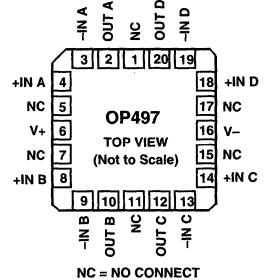 –IN A
OUT A
NC
OUT D
–IN D
3 2 1 20 19
+IN A 4
NC 5
V+ 6
NC 7
+IN B 8
OP497
TOP VIEW
(Not to Scale)
18 +IN D
17 NC
16 V–
15 NC
14 +IN C
9 10 11 12 13
–IN B
OUT B
NC
OUT C
–IN C
NC = NO CONNECT